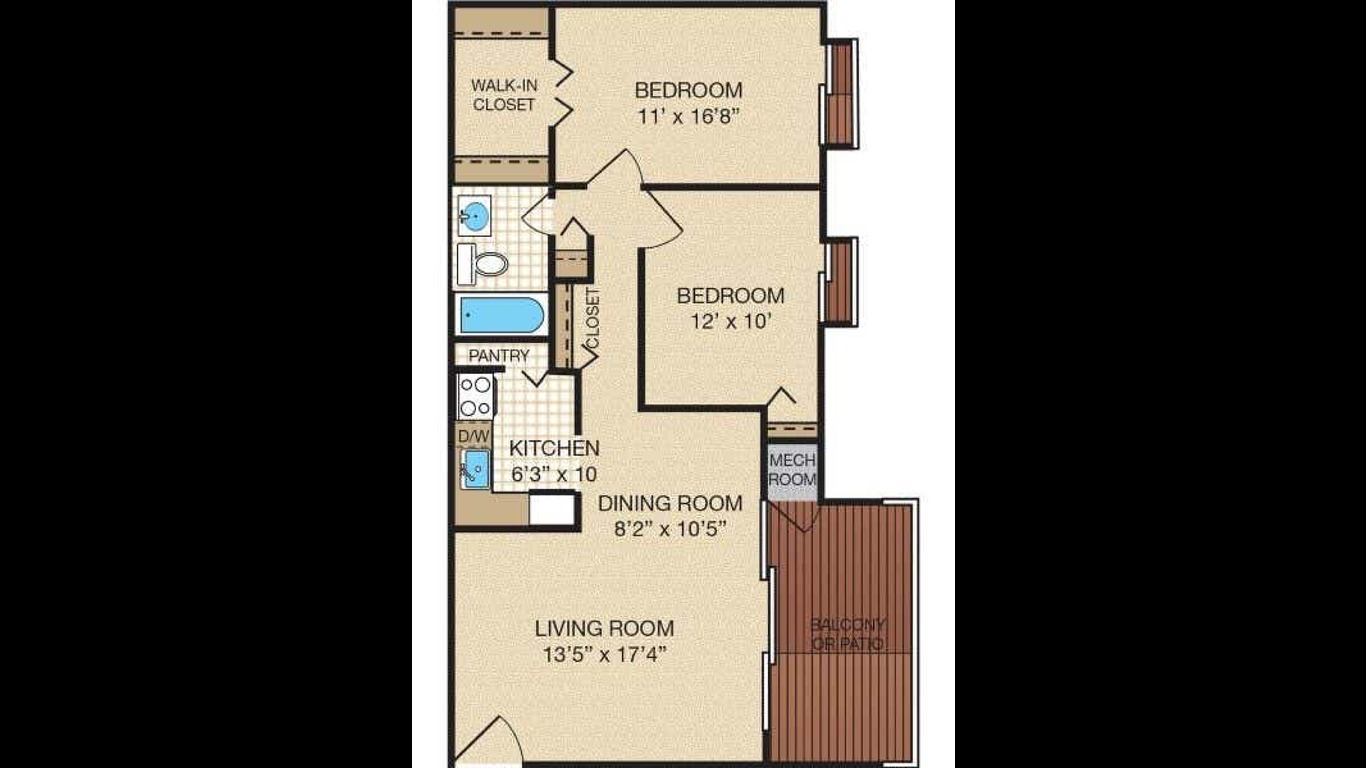 BEDROOM
11' x 16'8”
WALK-IN
CLOSET
BEDROOM
12' x 10'
CLOSET
PANTRY
D/W
KITCHEN
6'3” x 10
MECH
ROOM
DINING ROOM
8'2” x 10'5”
LIVING ROOM
13'5” x 17'4”
BALCONY
OR PATIO